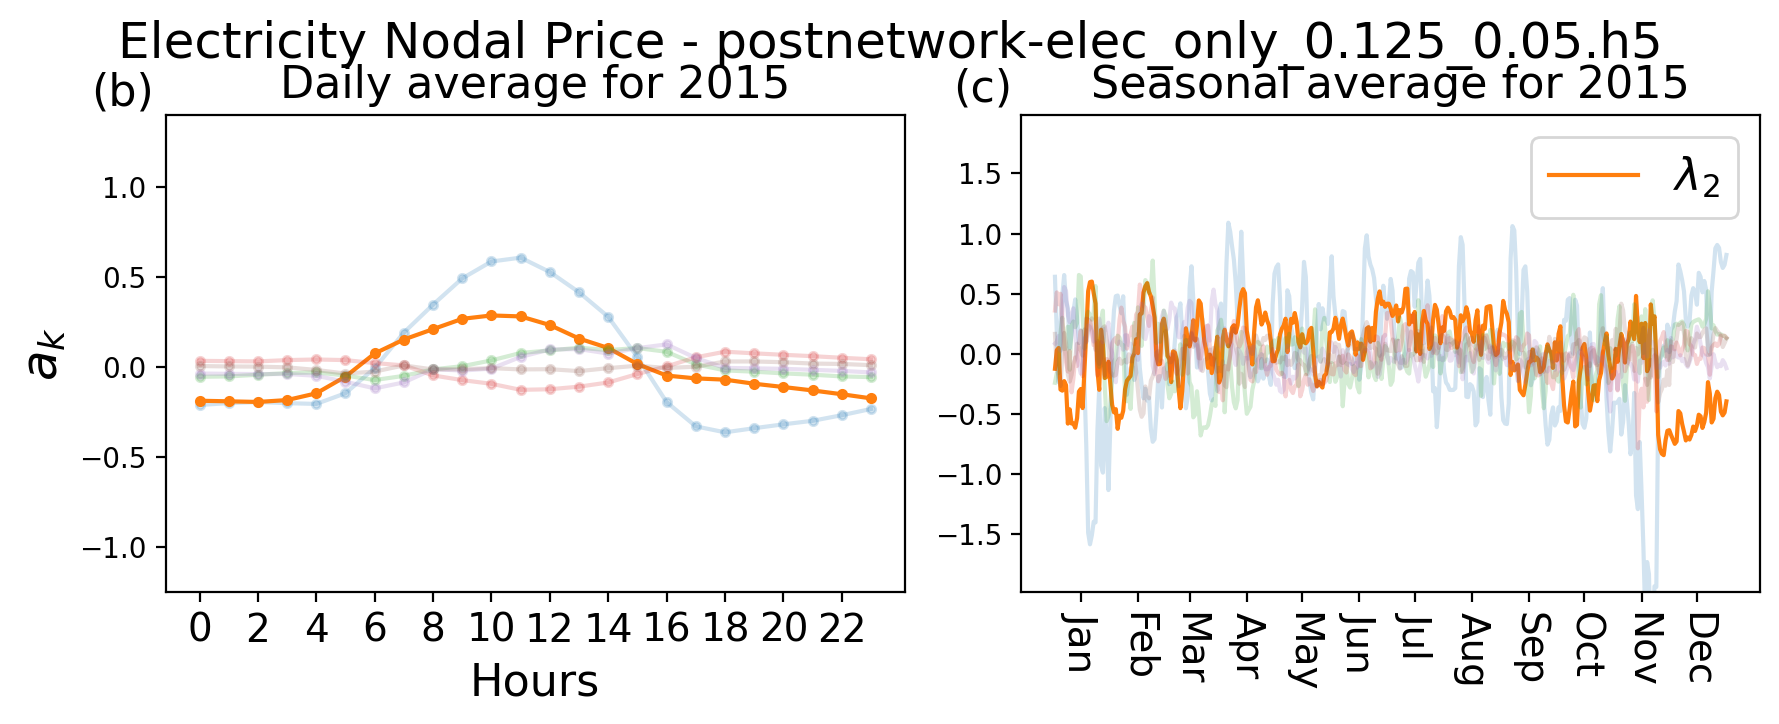 Electricity Nodal Price - postnetwork-elec_only_0.125_0.05.h5
(b) Daily average for 2015
1.0
0.5
0.0
−0.5
−1.0
a_k
0 2 4 6 8 10 12 14 16 18 20 22
Hours
(c) Seasonal average for 2015
λ_2
1.5
1.0
0.5
0.0
−0.5
−1.0
−1.5
Jan Feb Mar Apr May Jun Jul Aug Sep Oct Nov Dec